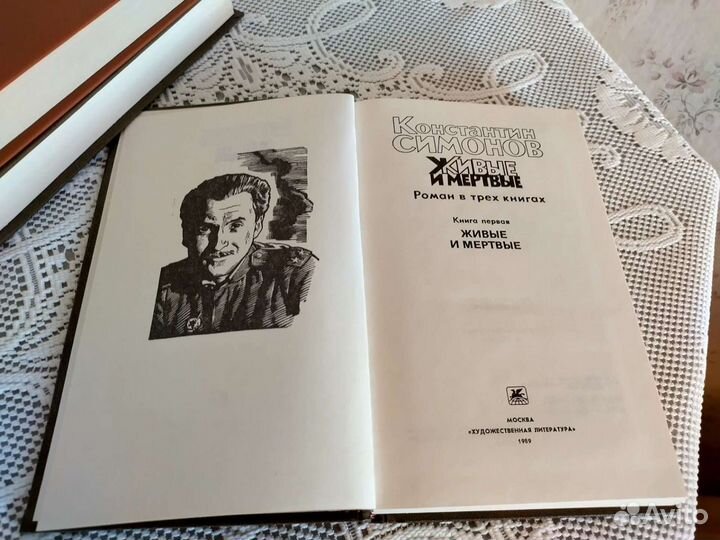 Константин
СИМОНОВ
ЖИВЫЕ
И МЕРТВЫЕ
Роман в трех книгах
Книга первая
ЖИВЫЕ
И МЕРТВЫЕ
МОСКВА
«ХУДОЖЕСТВЕННАЯ ЛИТЕРАТУРА»
1989
Avito